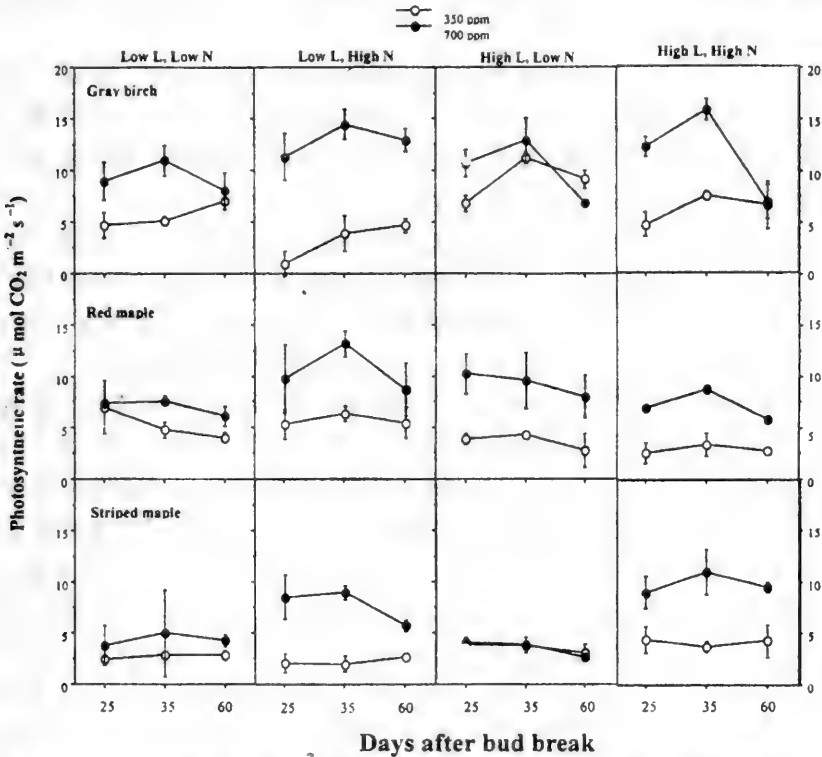 350 ppm
700 ppm
Low L, Low N
Low L, High N
High L, Low N
High L, High N
20
20
Gray birch
15
15
10
10
5
5
0
0
Red maple
15
15
10
10
5
5
0
0
Striped maple
15
15
10
10
5
5
0
0
25 35 60 25 35 60 25 35 60 25 35 60
Photosynthetic rate (μ mol CO₂ m⁻² s⁻¹)
Days after bud break